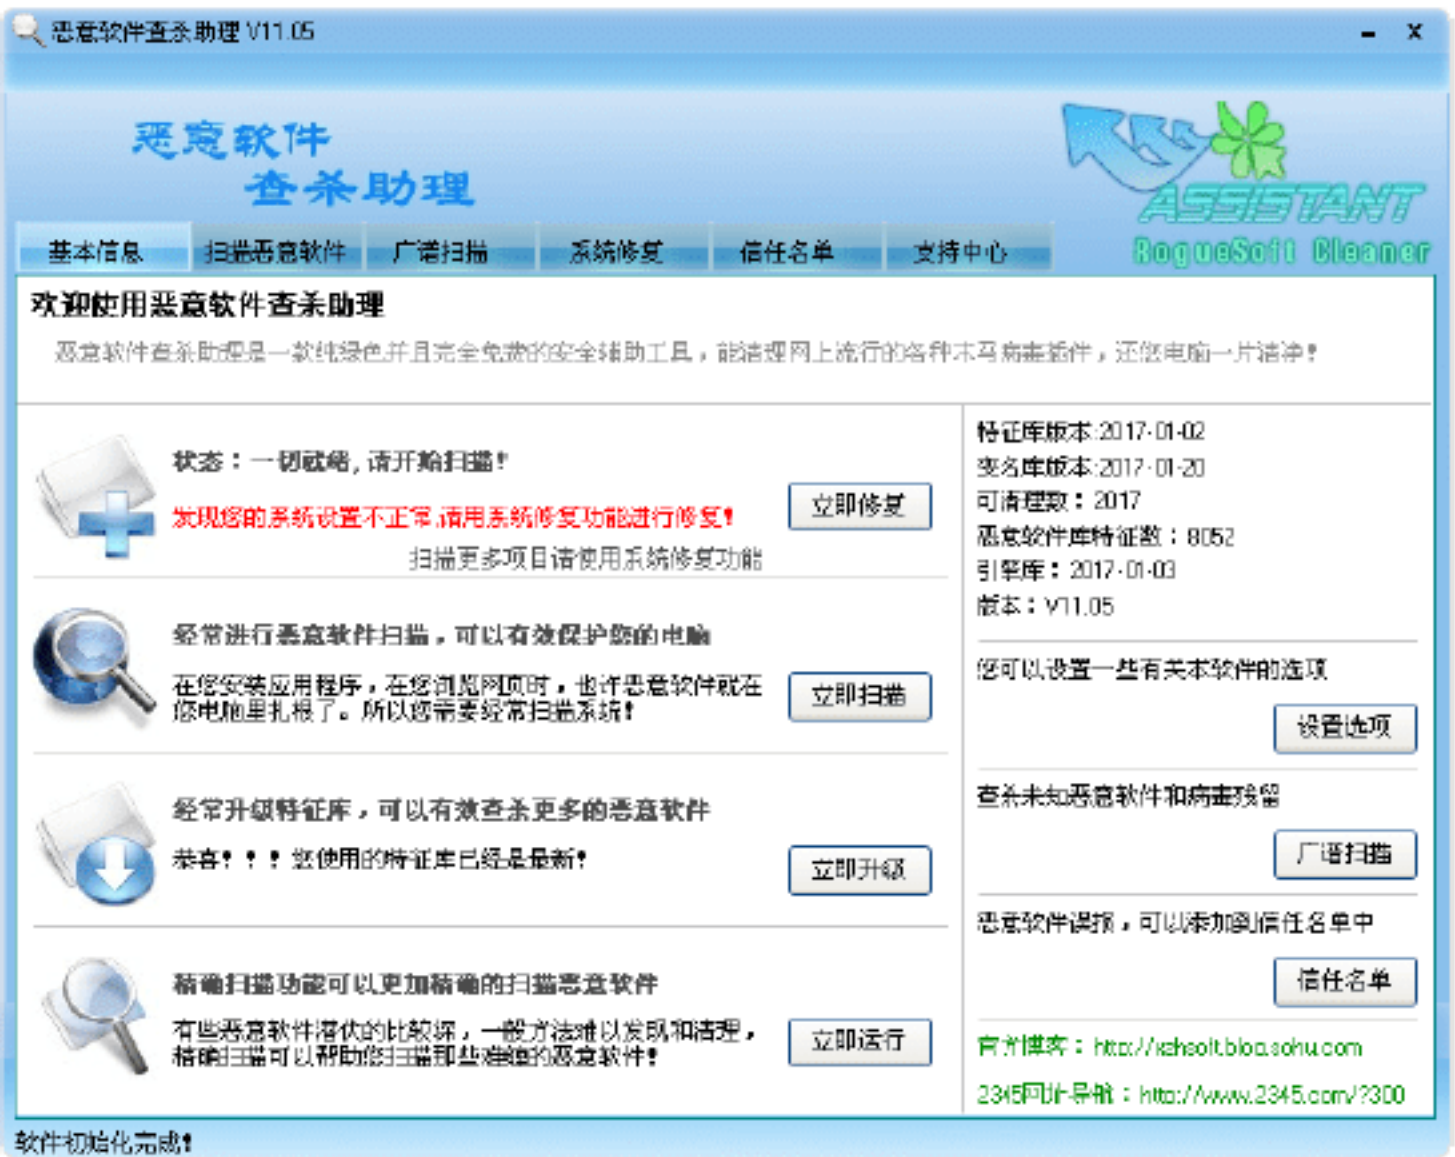 恶意软件查杀助理 V11.05
恶意软件
查杀助理
ASSISTANT
RogueSoft Cleaner
基本信息 扫描恶意软件 广谱扫描 系统修复 信任名单 支持中心
欢迎使用恶意软件查杀助理
恶意软件查杀助理是一款纯绿色并且完全免费的安全辅助工具，能清理网上流行的各种木马病毒插件，还您电脑一片洁净！
状态：一切就绪,请开始扫描！
发现您的系统设置不正常,请用系统修复功能进行修复！
立即修复
扫描更多项目请使用系统修复功能
经常进行恶意软件扫描，可以有效保护您的电脑
在您安装应用程序，在您浏览网页时，也许恶意软件就在
您电脑里扎根了。所以您需要经常扫描系统！
立即扫描
经常升级特征库，可以有效查杀更多的恶意软件
恭喜！！！您使用的特征库已经是最新！
立即升级
精确扫描功能可以更加精确的扫描恶意软件
有些恶意软件潜伏的比较深，一般方法难以发现和清理，
精确扫描可以帮助您扫描那些难缠的恶意软件！
立即运行
特征库版本:2017-01-02
变名库版本:2017-01-20
可清理数：2017
恶意软件库特征数：8052
引擎库：2017-01-03
版本：V11.05
您可以设置一些有关本软件的选项
设置选项
查杀未知恶意软件和病毒残留
广谱扫描
恶意软件误报，可以添加到信任名单中
信任名单
官方博客：
2345网址导航：http://www.2345.com/?300
软件初始化完成！